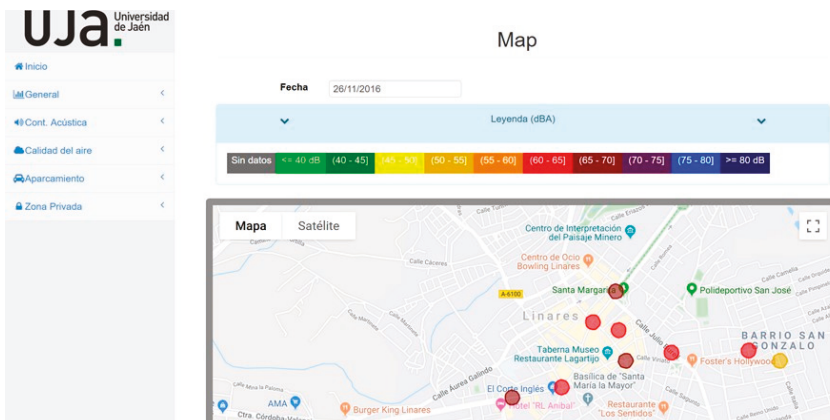 UJa.
Universidad
de Jaén
Inicio
General
Cont. Acústica
Calidad del aire
Aparcamiento
Zona Privada
Map
Fecha 26/11/2016
Leyenda (dBA)
Sin datos <= 40 dB (40 - 45] (45 - 50] (50 - 55] (55 - 60] (60 - 65] (65 - 70] (70 - 75] (75 - 80] >= 80 dB
Mapa Satélite
Centro de Interpretación
del Paisaje Minero
Calle Cáceres
Centro de Ocio
Bowling Linares
A-6100
Santa Margarita
Polideportivo San José
Calle Camelia
Linares
Calle Julio
BARRIO SAN
GONZALO
Taberna Museo
Restaurante Lagartijo
Foster's Hollywood
Calle Aurea Galindo
Basílica de "Santa
María la Mayor"
El Corte Inglés
Hotel "RL Anibal"
Restaurante
"Los Sentidos"
AMA
Burger King Linares